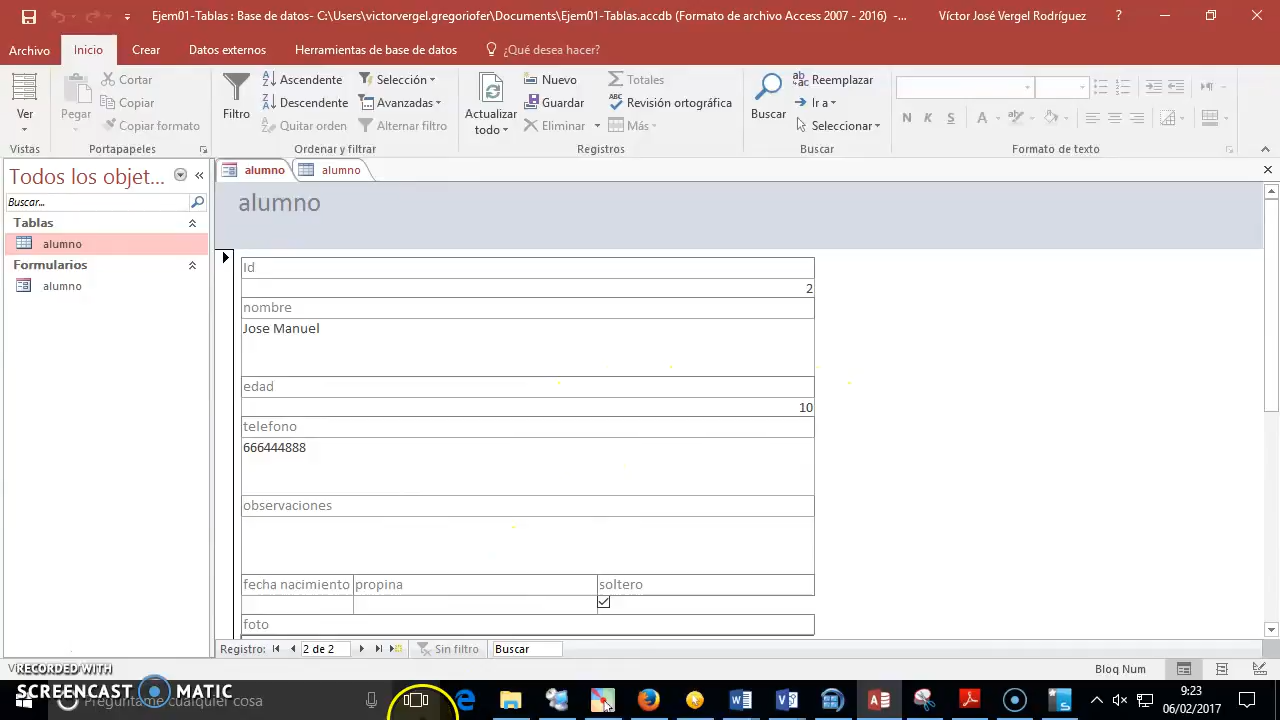 Ejem01-Tablas : Base de datos- C:\Users\victorvergel.gregoriofer\Documents\Ejem01-Tablas.accdb (Formato de archivo Access 2007 - 2016) -... Víctor José Vergel Rodríguez ?
Archivo Inicio Crear Datos externos Herramientas de base de datos ¿Qué desea hacer?
Ver
Pegar
Cortar
Copiar
Copiar formato
Filtro
Ascendente
Descendente
Quitar orden
Selección
Avanzadas
Alternar filtro
Actualizar
todo
Nuevo
Guardar
Eliminar
Totales
Revisión ortográfica
Más
Buscar
Reemplazar
Ir a
Seleccionar
N K S A
Vistas Portapapeles Ordenar y filtrar Registros Buscar Formato de texto
Todos los objet...
Buscar...
Tablas
alumno
Formularios
alumno
alumno alumno
alumno
Id
2
nombre
Jose Manuel
edad
10
telefono
666444888
observaciones
fecha nacimiento propina soltero
foto
Registro: 2 de 2 Sin filtro Buscar
Bloq Num
RECORDED WITH
SCREENCAST MATIC
Pregúntame cualquier cosa
9:23
06/02/2017